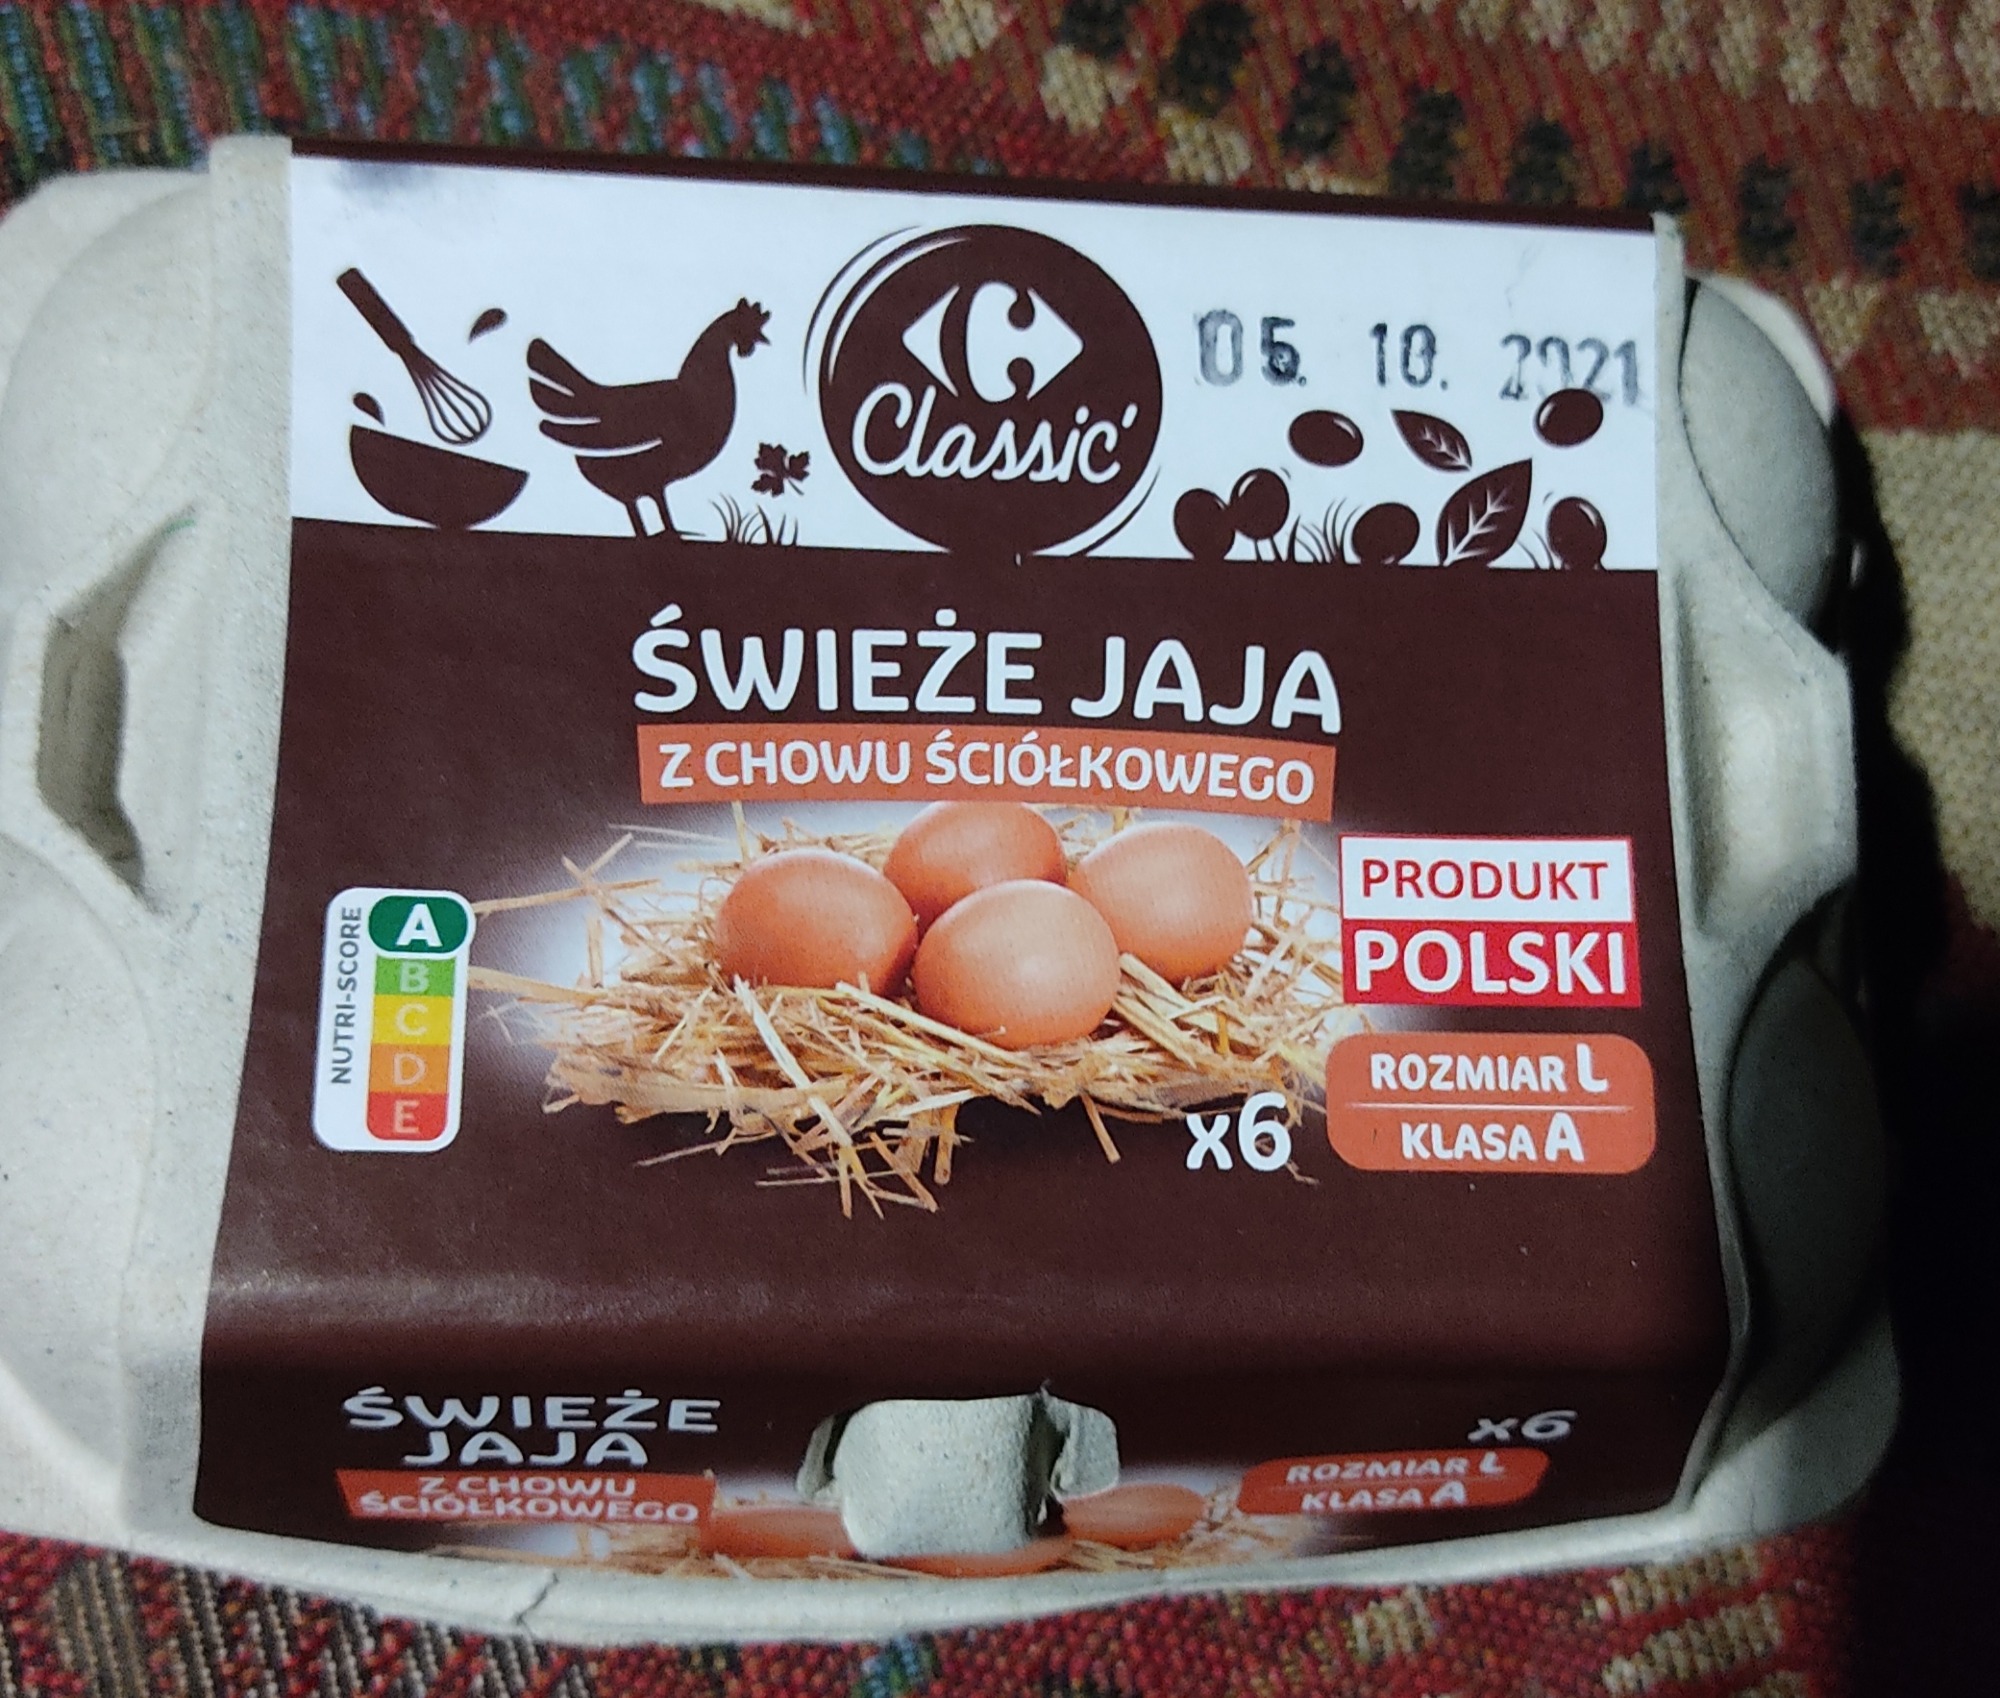 Classic'
05. 10. 2021
ŚWIEŻE JAJA
Z CHOWU ŚCIÓŁKOWEGO
NUTRI-SCORE
A
B
C
D
E
PRODUKT
POLSKI
ROZMIAR L
KLASA A
x6
ŚWIEŻE
JAJA
Z CHOWU
ŚCIÓŁKOWEGO
x6
ROZMIAR L
KLASA A